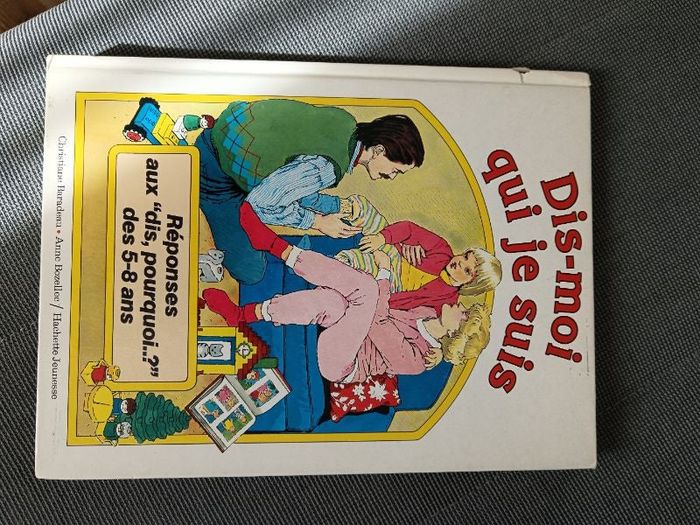 Dis-moi
qui je suis
Réponses
aux "dis, pourquoi...?"
des 5-8 ans
Christiane Baradeau • Anne Bozellec / Hachette Jeunesse